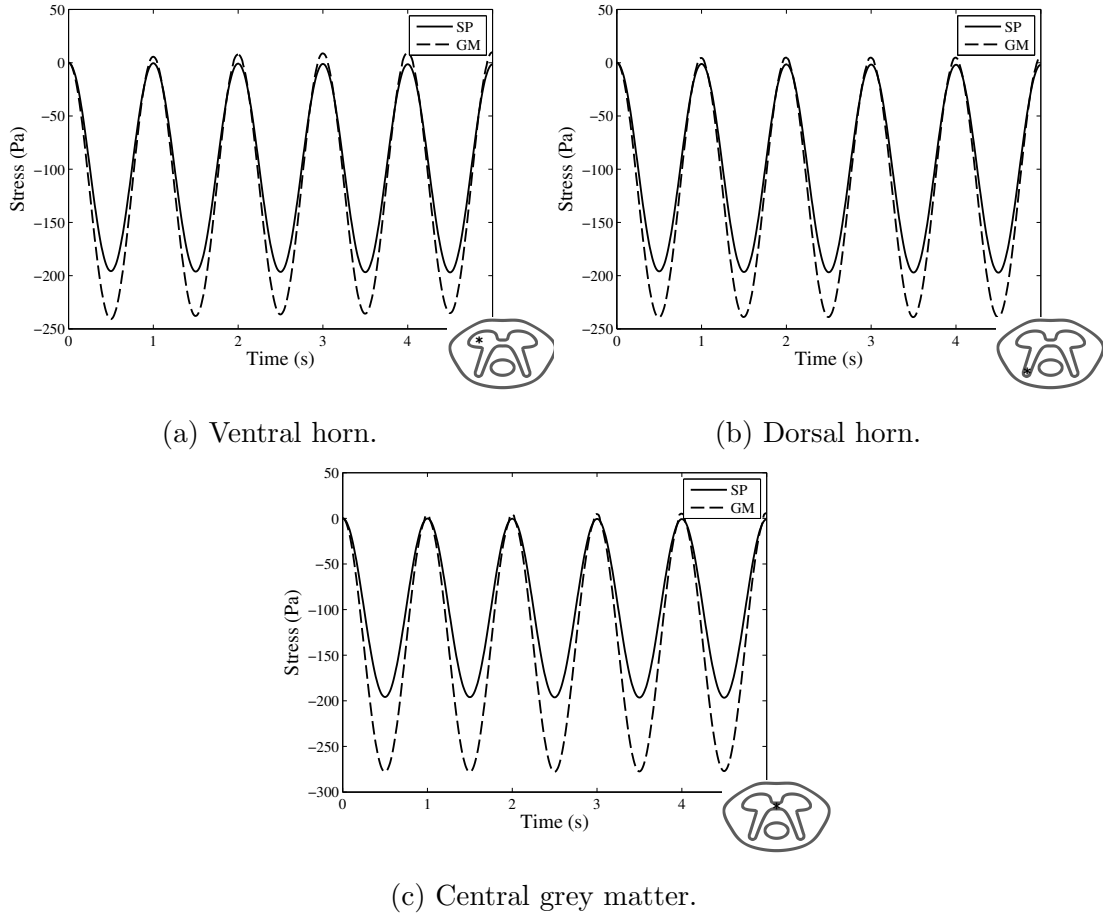 50
0
−50
−100
−150
−200
−250
Stress (Pa)
0 1 2 3 4
Time (s)
SP
GM
*
(a) Ventral horn.
50
0
−50
−100
−150
−200
−250
Stress (Pa)
0 1 2 3 4
Time (s)
SP
GM
*
(b) Dorsal horn.
50
0
−50
−100
−150
−200
−250
−300
Stress (Pa)
0 1 2 3 4
Time (s)
SP
GM
*
(c) Central grey matter.